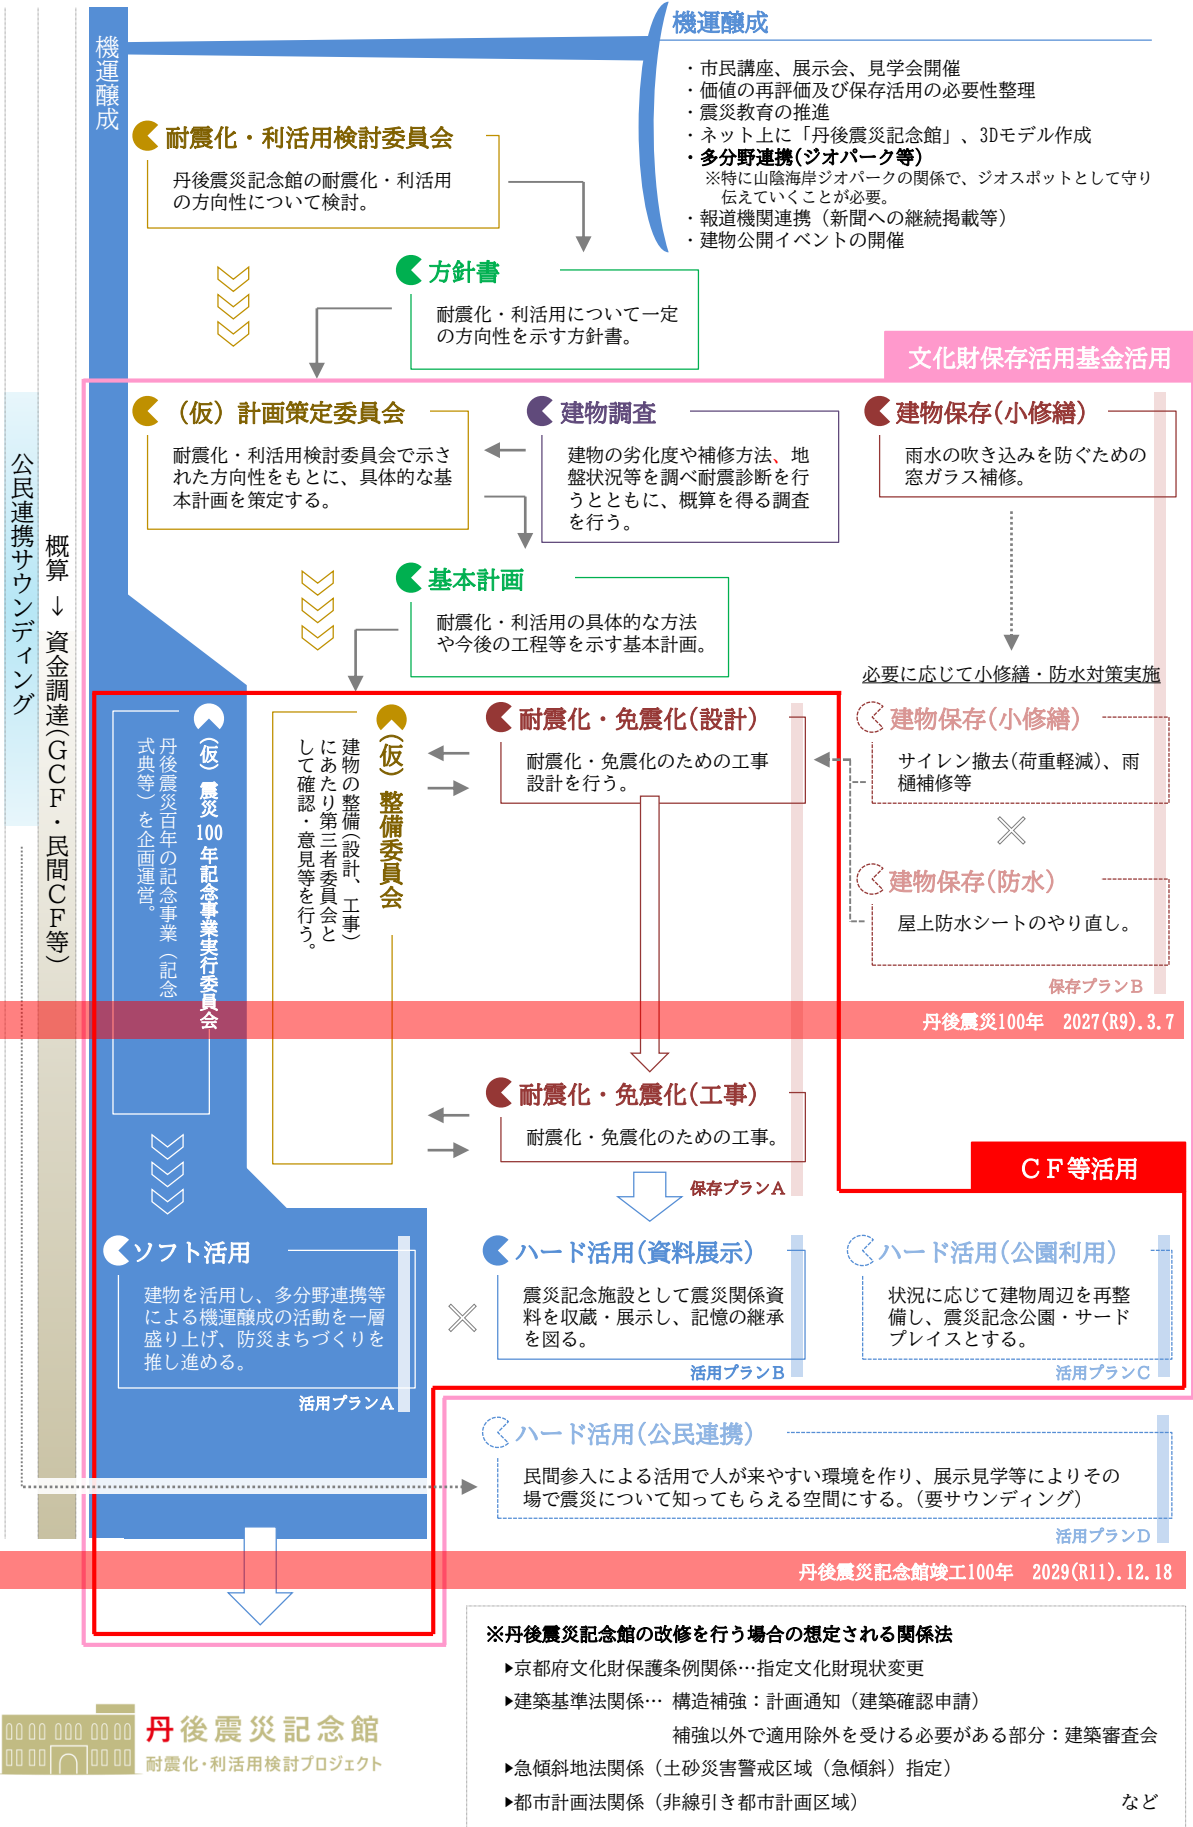 機運醸成
機運醸成
・市民講座、展示会、見学会開催
・価値の再評価及び保存活用の必要性整理
・震災教育の推進
・ネット上に「丹後震災記念館」、3Dモデル作成
・多分野連携(ジオパーク等)
※特に山陰海岸ジオパークの関係で、ジオスポットとして守り
伝えていくことが必要。
・報道機関連携（新聞への継続掲載等）
・建物公開イベントの開催
耐震化・利活用検討委員会
丹後震災記念館の耐震化・利活用
の方向性について検討。
方針書
耐震化・利活用について一定
の方向性を示す方針書。
文化財保存活用基金活用
（仮）計画策定委員会
耐震化・利活用検討委員会で示さ
れた方向性をもとに、具体的な基
本計画を策定する。
建物調査
建物の劣化度や補修方法、地
盤状況等を調べ耐震診断を行
うとともに、概算を得る調査
を行う。
建物保存(小修繕)
雨水の吹き込みを防ぐための
窓ガラス補修。
公民連携サウンディング
概算 → 資金調達(GCF・民間CF等)
基本計画
耐震化・利活用の具体的な方法
や今後の工程等を示す基本計画。
必要に応じて小修繕・防水対策実施
（仮）震災100年記念事業実行委員会
丹後震災百年の記念事業（記念
式典等）を企画運営。
（仮）整備委員会
建物の整備(設計、工事)
にあたり第三者委員会と
して確認・意見等を行う。
耐震化・免震化(設計)
耐震化・免震化のための工事
設計を行う。
建物保存(小修繕)
サイレン撤去(荷重軽減)、雨
樋補修等
建物保存(防水)
屋上防水シートのやり直し。
保存プランB
丹後震災100年　2027(R9).3.7
耐震化・免震化(工事)
耐震化・免震化のための工事。
保存プランA
CF等活用
ソフト活用
建物を活用し、多分野連携等
による機運醸成の活動を一層
盛り上げ、防災まちづくりを
推し進める。
活用プランA
ハード活用(資料展示)
震災記念施設として震災関係資
料を収蔵・展示し、記憶の継承
を図る。
活用プランB
ハード活用(公園利用)
状況に応じて建物周辺を再整
備し、震災記念公園・サード
プレイスとする。
活用プランC
ハード活用(公民連携)
民間参入による活用で人が来やすい環境を作り、展示見学等によりその
場で震災について知ってもらえる空間にする。(要サウンディング)
活用プランD
丹後震災記念館竣工100年　2029(R11).12.18
※丹後震災記念館の改修を行う場合の想定される関係法
▶京都府文化財保護条例関係…指定文化財現状変更
▶建築基準法関係… 構造補強：計画通知（建築確認申請）
補強以外で適用除外を受ける必要がある部分：建築審査会
▶急傾斜地法関係（土砂災害警戒区域（急傾斜）指定）
▶都市計画法関係（非線引き都市計画区域）　など
丹後震災記念館
耐震化・利活用検討プロジェクト